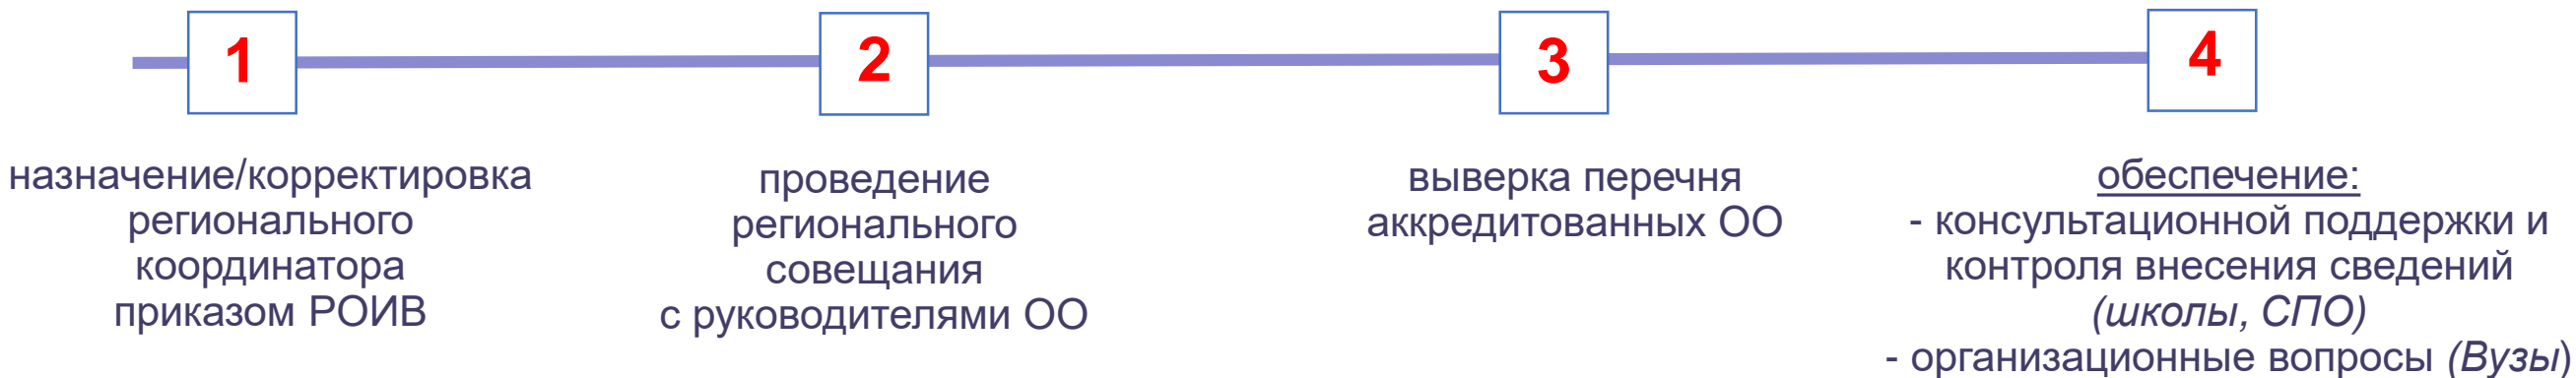 1
назначение/корректировка
регионального
координатора
приказом РОИВ
2
проведение
регионального
совещания
с руководителями ОО
3
выверка перечня
аккредитованных ОО
4
обеспечение:
- консультационной поддержки и
контроля внесения сведений
(школы, СПО)
- организационные вопросы (Вузы)